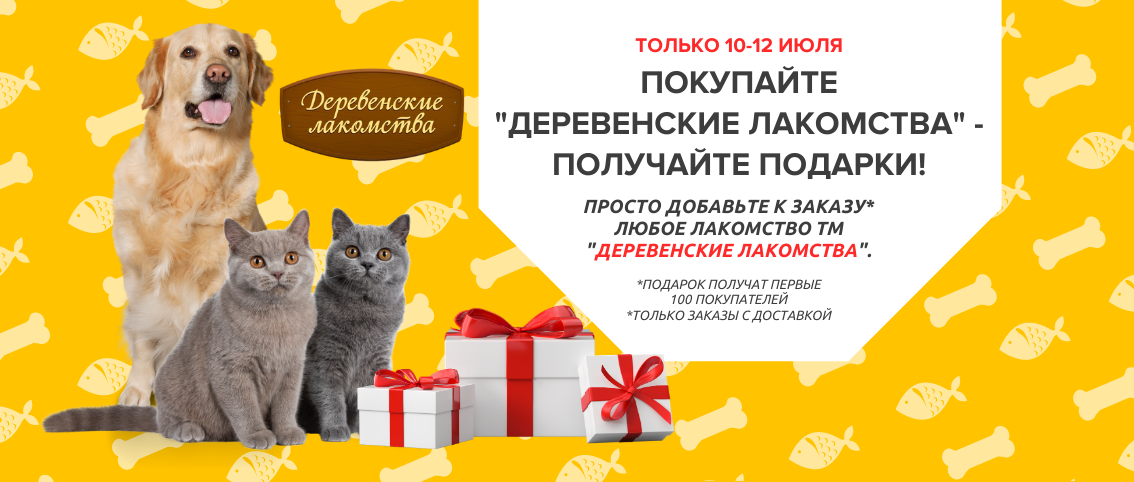 Деревенские
лакомства
ТОЛЬКО 10-12 ИЮЛЯ
ПОКУПАЙТЕ
"ДЕРЕВЕНСКИЕ ЛАКОМСТВА" -
ПОЛУЧАЙТЕ ПОДАРКИ!
ПРОСТО ДОБАВЬТЕ К ЗАКАЗУ*
ЛЮБОЕ ЛАКОМСТВО ТМ
"ДЕРЕВЕНСКИЕ ЛАКОМСТВА".
*ПОДАРОК ПОЛУЧАТ ПЕРВЫЕ
100 ПОКУПАТЕЛЕЙ
*ТОЛЬКО ЗАКАЗЫ С ДОСТАВКОЙ